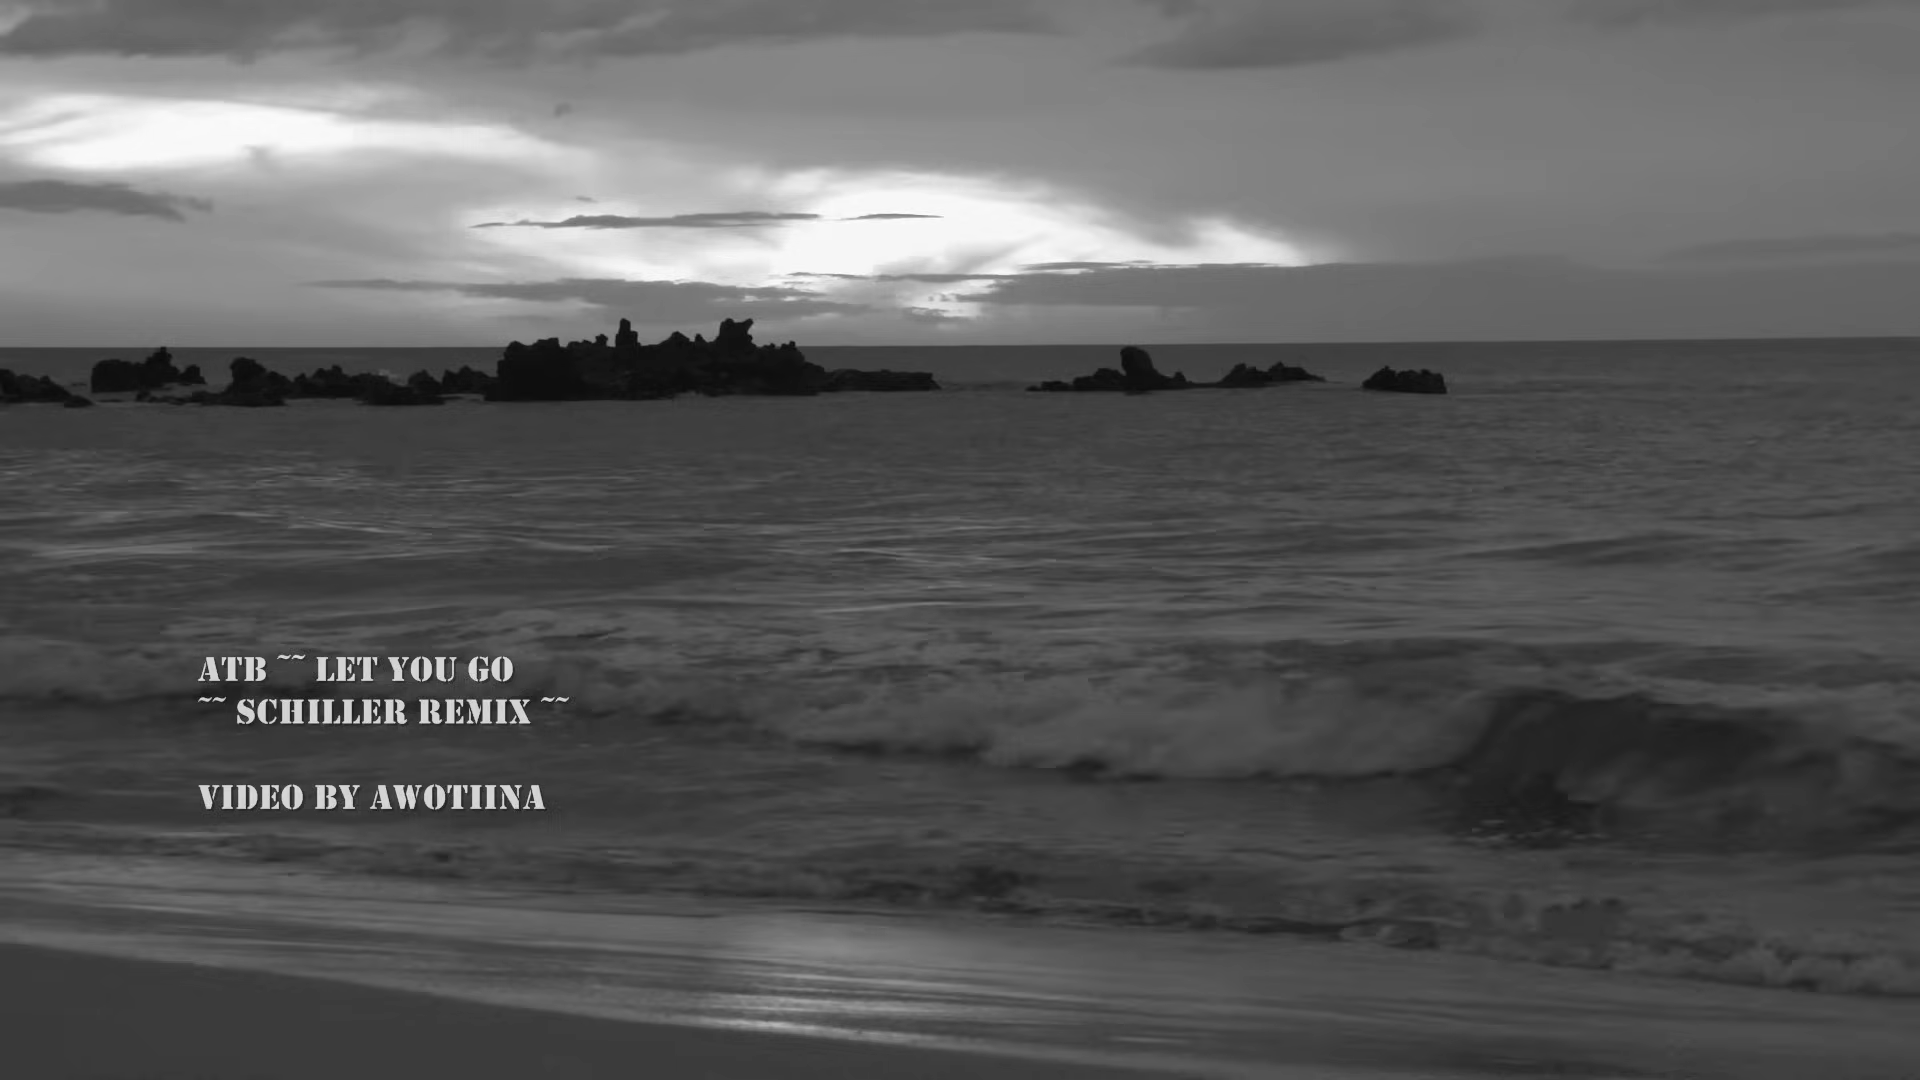 ATB ~~ LET YOU GO
~~ SCHILLER REMIX ~~
VIDEO BY AWOTIINA